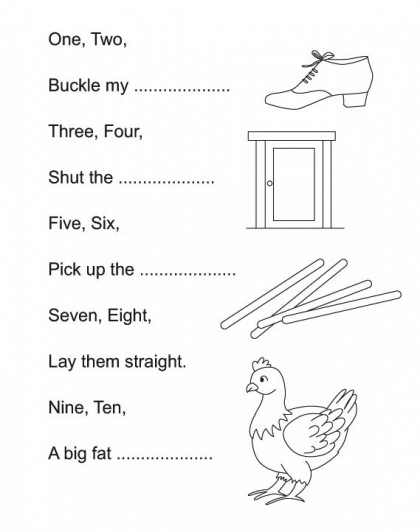 One, Two,
Buckle my ....................
Three, Four,
Shut the ....................
Five, Six,
Pick up the ....................
Seven, Eight,
Lay them straight.
Nine, Ten,
A big fat ....................